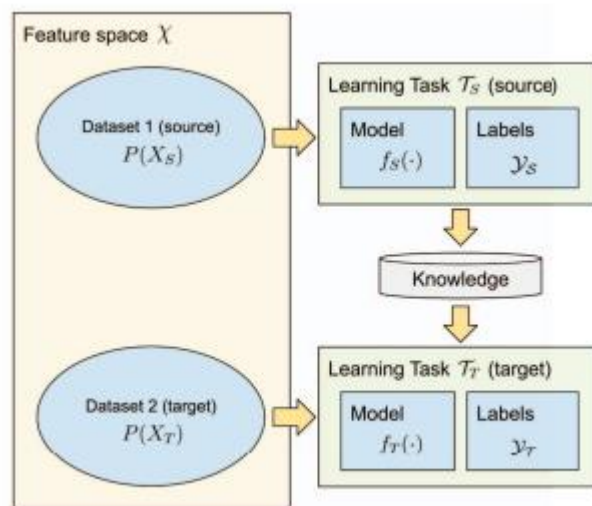 Feature space χ
Dataset 1 (source)
P(X_S)
Learning Task 𝒯_S (source)
Model
f_S(·)
Labels
𝒴_S
Knowledge
Dataset 2 (target)
P(X_T)
Learning Task 𝒯_T (target)
Model
f_T(·)
Labels
𝒴_𝒯